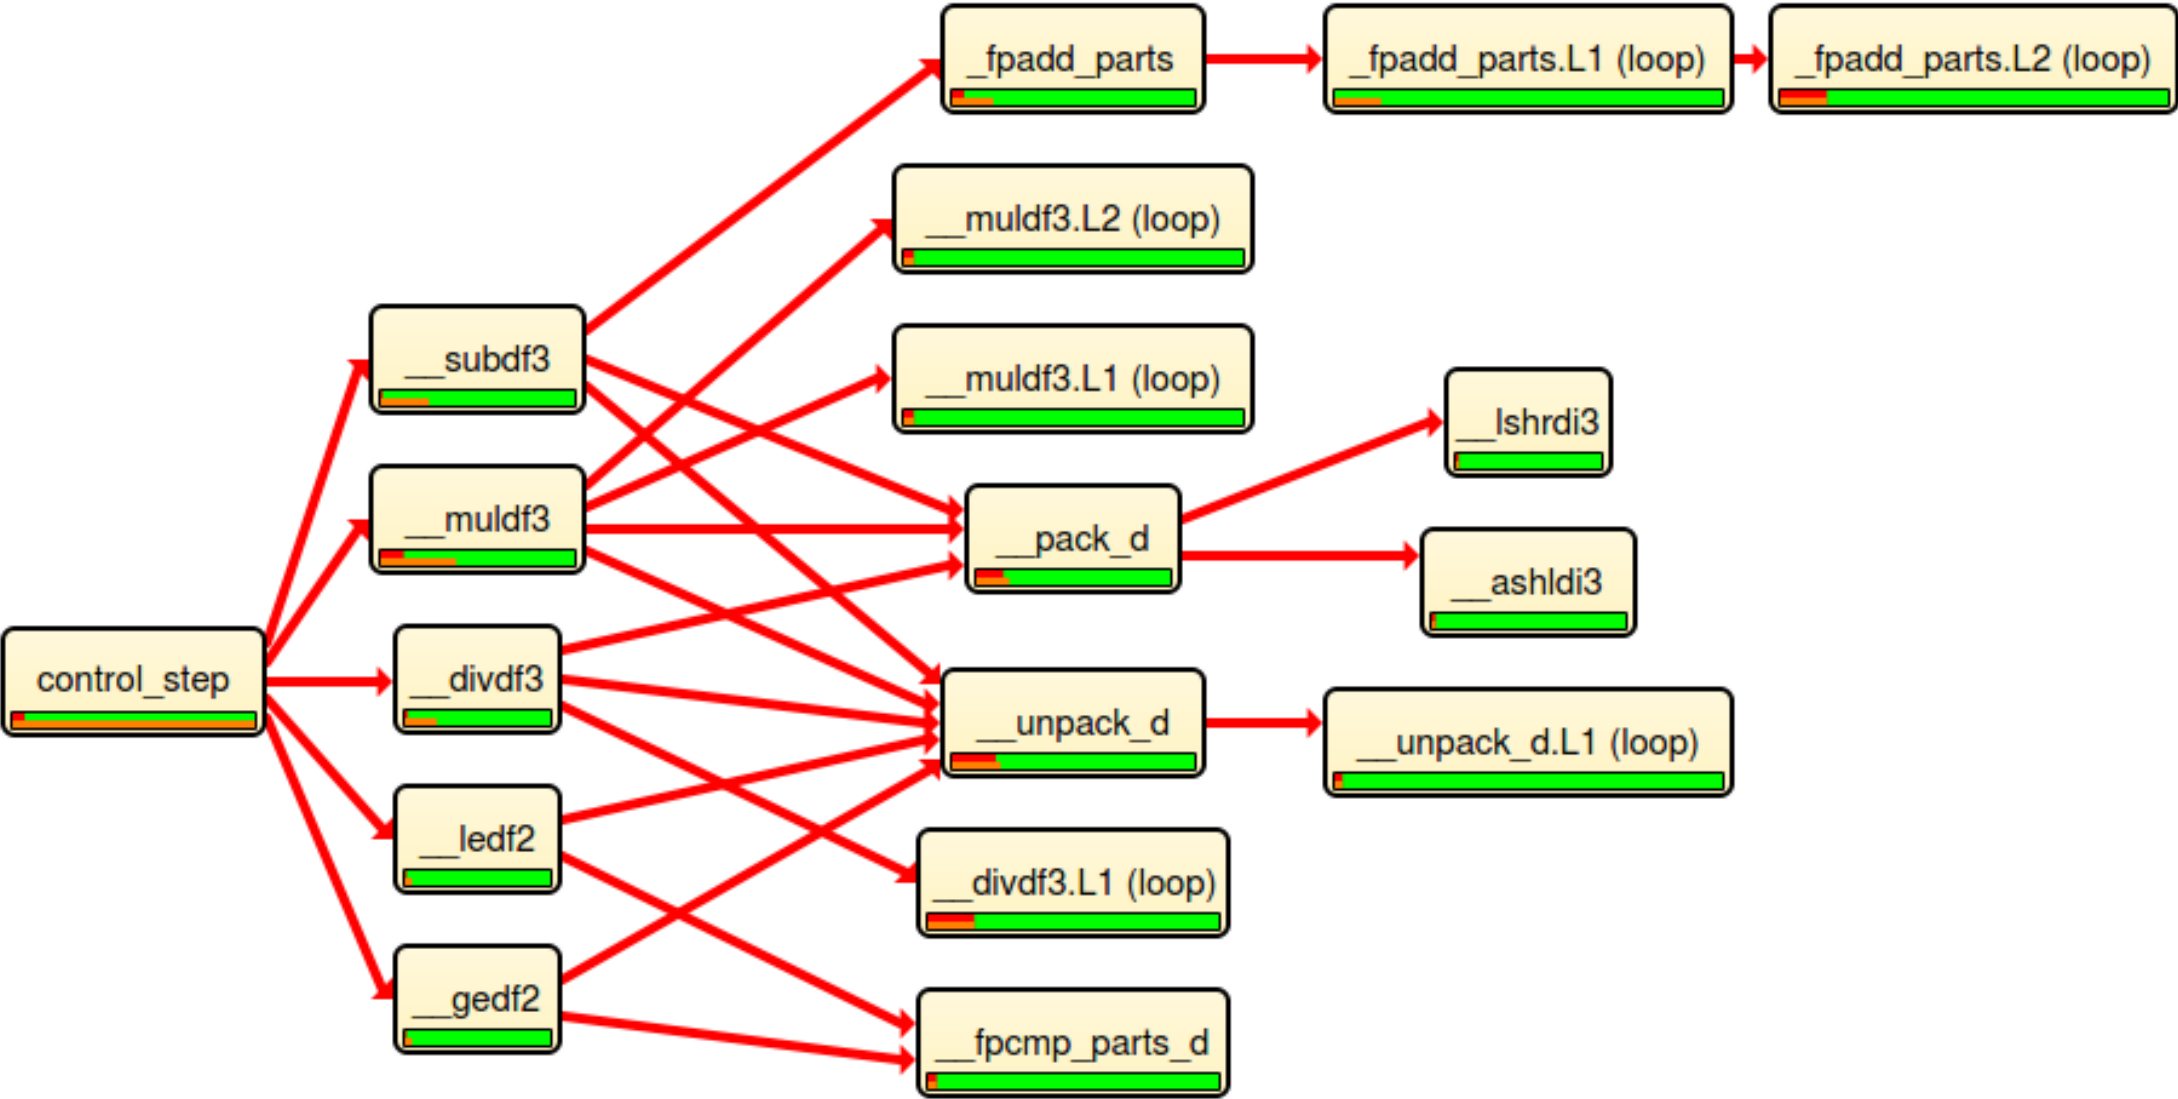 _fpadd_parts
_fpadd_parts.L1 (loop)
_fpadd_parts.L2 (loop)
__muldf3.L2 (loop)
__subdf3
__muldf3.L1 (loop)
__lshrdi3
__muldf3
__pack_d
__ashldi3
control_step
__divdf3
__unpack_d
__unpack_d.L1 (loop)
__ledf2
__divdf3.L1 (loop)
__gedf2
__fpcmp_parts_d